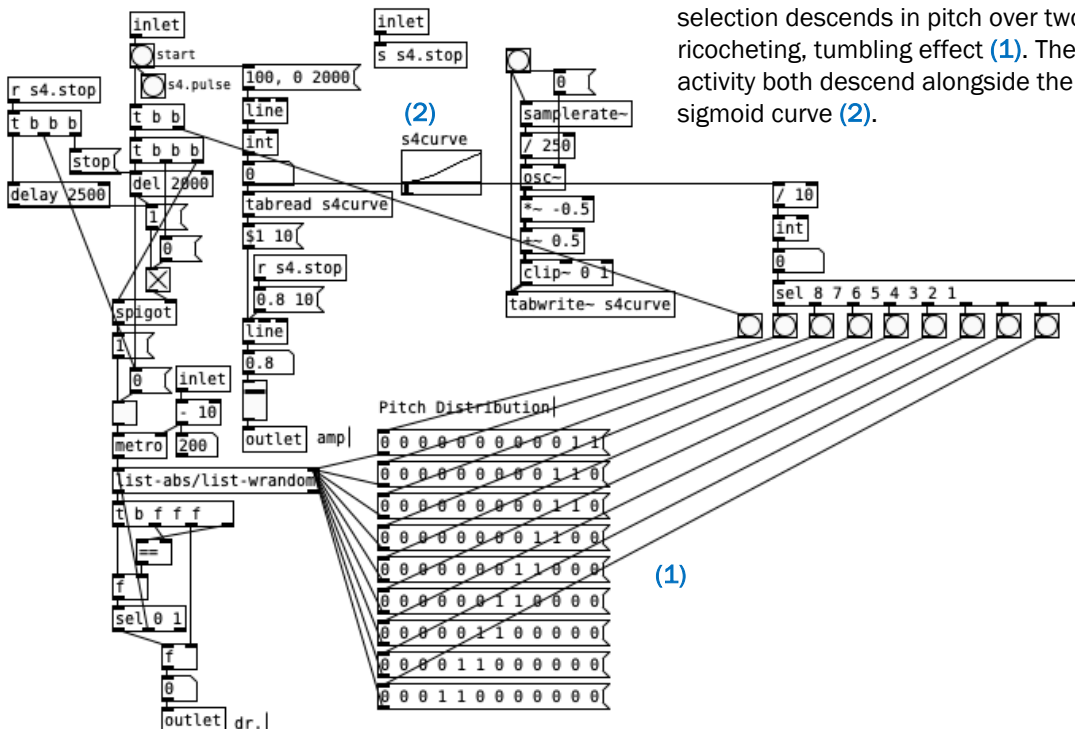 selection descends in pitch over two
ricocheting, tumbling effect (1). The
activity both descend alongside the
sigmoid curve (2).
inlet
start
s4.pulse
r s4.stop
t b b b
stop
delay 2500
t b b
t b b b
del 2000
1
0
spigot
1
0
inlet
- 10
200
metro
list-abs/list-wrandom
t b f f f
==
f
sel 0 1
f
0
outlet dr.
100, 0 2000
line
int
0
tabread s4curve
$1 10
r s4.stop
0.8 10
line
0.8
outlet amp
inlet
s s4.stop
(2)
s4curve
0
samplerate~
/ 250
osc~
*~ -0.5
+~ 0.5
clip~ 0 1
tabwrite~ s4curve
/ 10
int
0
sel 8 7 6 5 4 3 2 1
Pitch Distribution
0 0 0 0 0 0 0 0 0 0 1 1
0 0 0 0 0 0 0 0 0 1 1 0
0 0 0 0 0 0 0 0 0 1 1 0
0 0 0 0 0 0 0 0 1 1 0 0
0 0 0 0 0 0 0 1 1 0 0 0
0 0 0 0 0 0 1 1 0 0 0 0
0 0 0 0 0 1 1 0 0 0 0 0
0 0 0 0 1 1 0 0 0 0 0 0
0 0 0 1 1 0 0 0 0 0 0 0
(1)